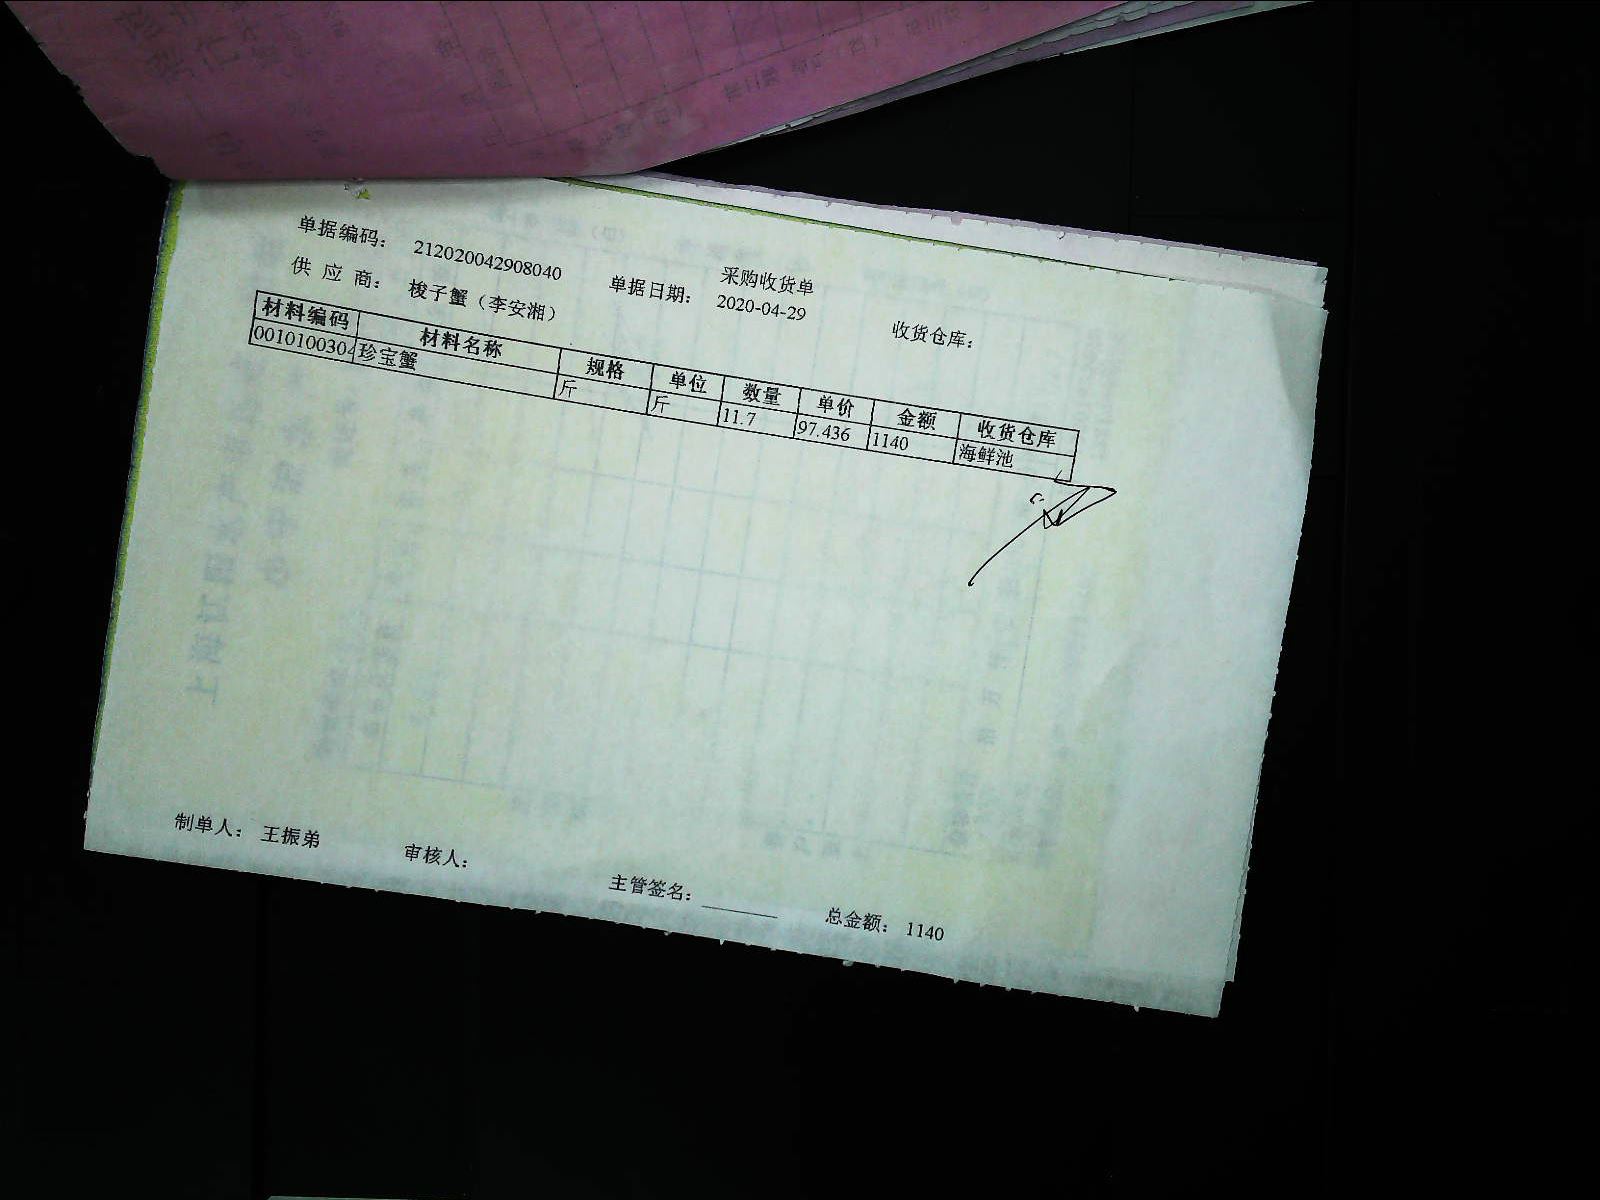 采购收货单
单据编码： 212020042908040 单据日期： 2020-04-29 收货仓库：
供 应 商： 梭子蟹（李安湘）
材料编码 材料名称 规格 单位 数量 单价 金额 收货仓库
0010100304 珍宝蟹 斤 斤 11.7 97.436 1140 海鲜池
制单人： 王振弟 审核人： 主管签名： 总金额： 1140